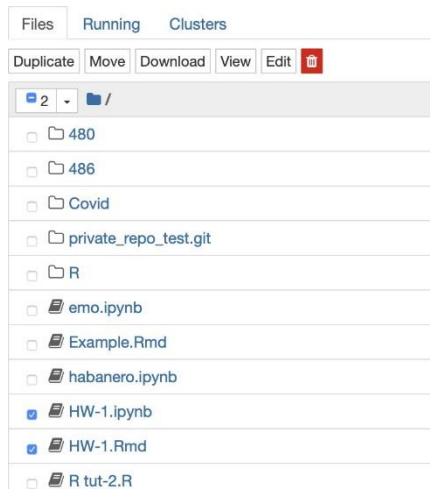 Files Running Clusters
Duplicate Move Download View Edit
2 /
480
486
Covid
private_repo_test.git
R
emo.ipynb
Example.Rmd
habanero.ipynb
HW-1.ipynb
HW-1.Rmd
R tut-2.R